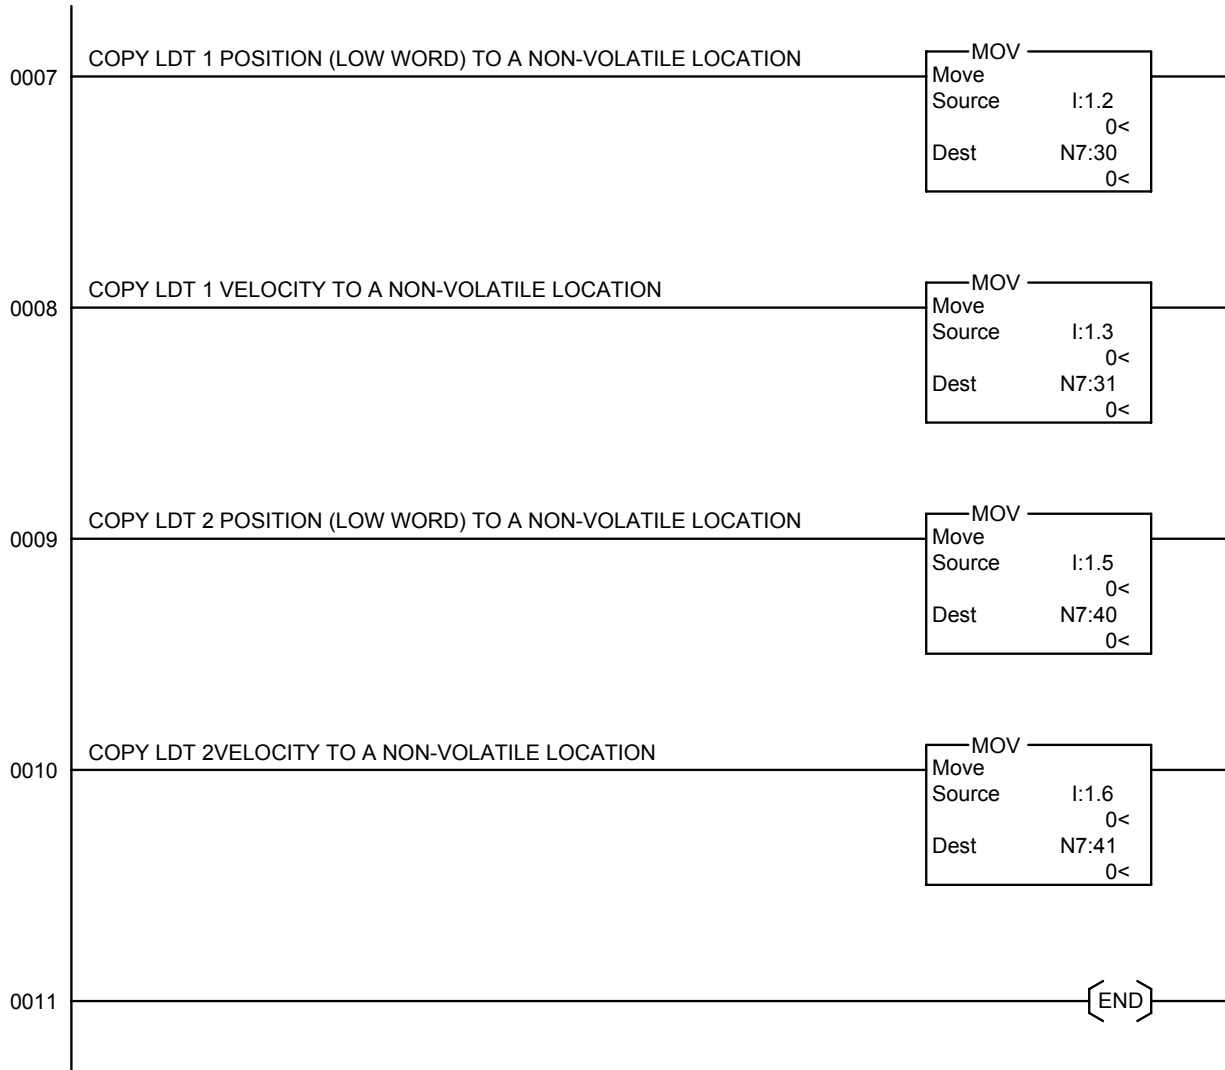 COPY LDT 1 POSITION (LOW WORD) TO A NON-VOLATILE LOCATION
0007
MOV
Move
Source I:1.2
0<
Dest N7:30
0<
COPY LDT 1 VELOCITY TO A NON-VOLATILE LOCATION
0008
MOV
Move
Source I:1.3
0<
Dest N7:31
0<
COPY LDT 2 POSITION (LOW WORD) TO A NON-VOLATILE LOCATION
0009
MOV
Move
Source I:1.5
0<
Dest N7:40
0<
COPY LDT 2VELOCITY TO A NON-VOLATILE LOCATION
0010
MOV
Move
Source I:1.6
0<
Dest N7:41
0<
0011
END